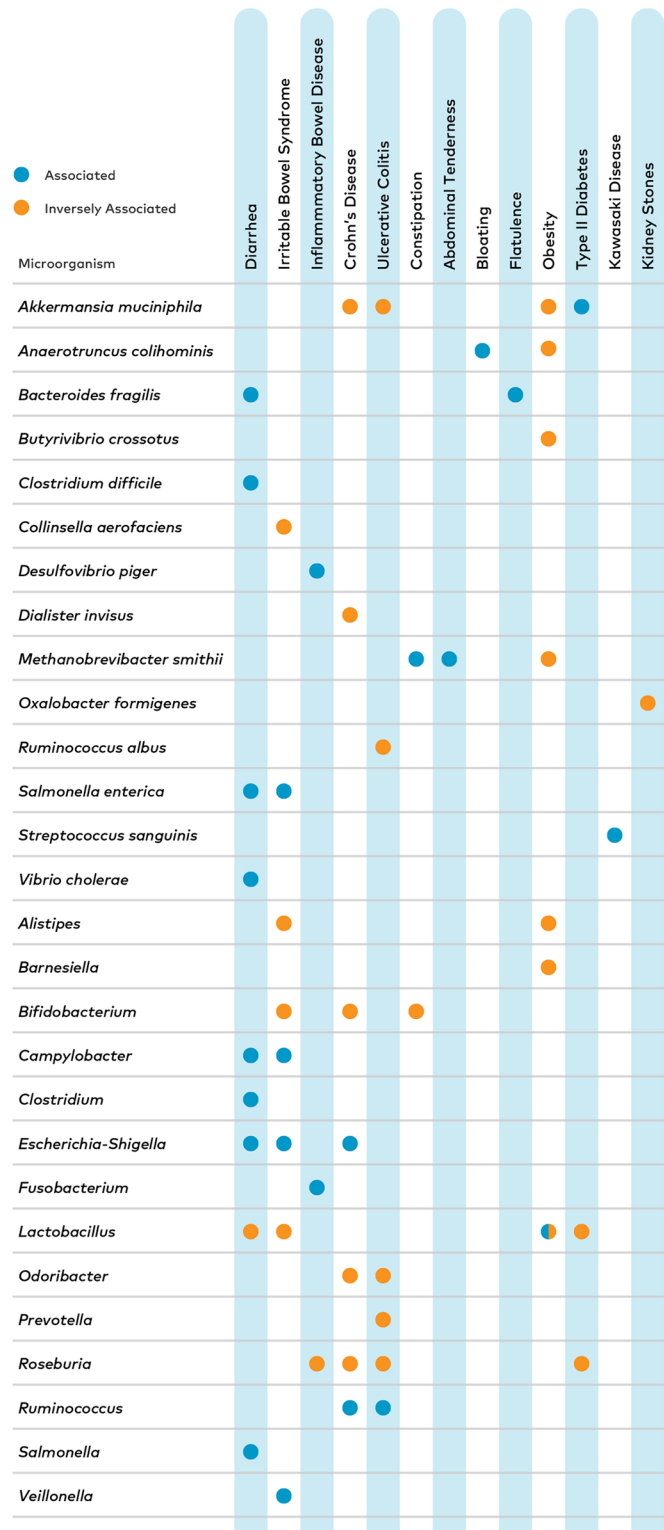 Associated
Inversely Associated
Microorganism
Diarrhea
Irritable Bowel Syndrome
Inflammmatory Bowel Disease
Crohn's Disease
Ulcerative Colitis
Constipation
Abdominal Tenderness
Bloating
Flatulence
Obesity
Type II Diabetes
Kawasaki Disease
Kidney Stones
Akkermansia muciniphila
Anaerotruncus colihominis
Bacteroides fragilis
Butyrivibrio crossotus
Clostridium difficile
Collinsella aerofaciens
Desulfovibrio piger
Dialister invisus
Methanobrevibacter smithii
Oxalobacter formigenes
Ruminococcus albus
Salmonella enterica
Streptococcus sanguinis
Vibrio cholerae
Alistipes
Barnesiella
Bifidobacterium
Campylobacter
Clostridium
Escherichia-Shigella
Fusobacterium
Lactobacillus
Odoribacter
Prevotella
Roseburia
Ruminococcus
Salmonella
Veillonella